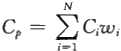 C_p = \sum_{i=1}^{N} C_i w_i